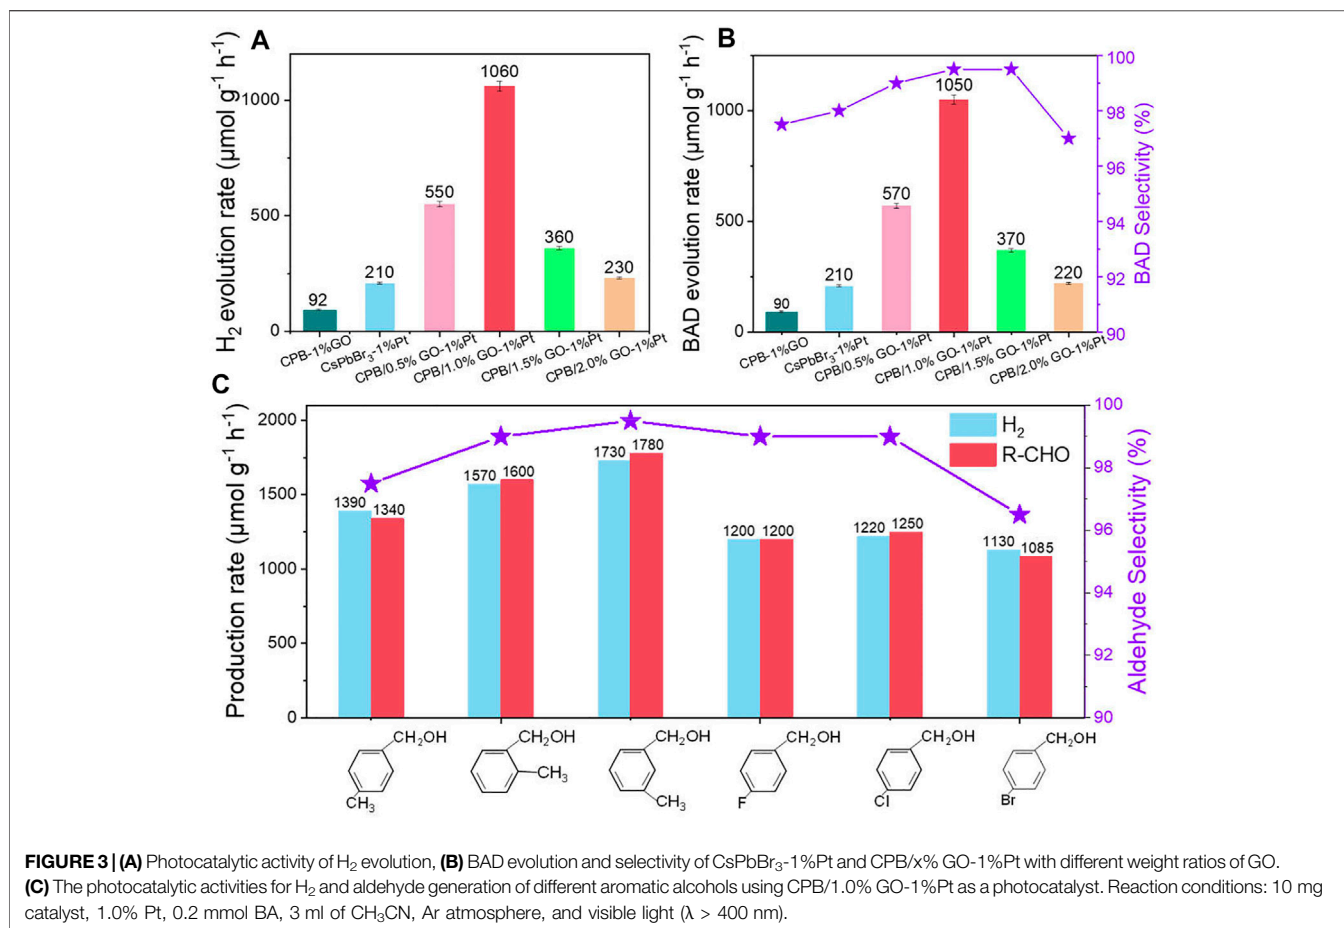 A
H₂ evolution rate (μmol g⁻¹ h⁻¹)
1000
500
0
92
210
550
1060
360
230
CPB-1%GO
CsPbBr₃-1%Pt
CPB/0.5% GO-1%Pt
CPB/1.0% GO-1%Pt
CPB/1.5% GO-1%Pt
CPB/2.0% GO-1%Pt
B
BAD evolution rate (μmol g⁻¹ h⁻¹)
1000
500
0
90
210
570
1050
370
220
CPB-1%GO
CsPbBr₃-1%Pt
CPB/0.5% GO-1%Pt
CPB/1.0% GO-1%Pt
CPB/1.5% GO-1%Pt
CPB/2.0% GO-1%Pt
100
98
96
94
92
90
BAD Selectivity (%)
C
Production rate (μmol g⁻¹ h⁻¹)
2000
1500
1000
500
0
H₂
R-CHO
1390
1340
1570
1600
1730
1780
1200
1200
1220
1250
1130
1085
100
98
96
94
92
90
Aldehyde Selectivity (%)
CH₂OH
CH₃
CH₂OH
CH₃
CH₂OH
CH₃
CH₂OH
F
CH₂OH
Cl
CH₂OH
Br
FIGURE 3 | (A) Photocatalytic activity of H₂ evolution, (B) BAD evolution and selectivity of CsPbBr₃-1%Pt and CPB/x% GO-1%Pt with different weight ratios of GO.
(C) The photocatalytic activities for H₂ and aldehyde generation of different aromatic alcohols using CPB/1.0% GO-1%Pt as a photocatalyst. Reaction conditions: 10 mg
catalyst, 1.0% Pt, 0.2 mmol BA, 3 ml of CH₃CN, Ar atmosphere, and visible light (λ > 400 nm).